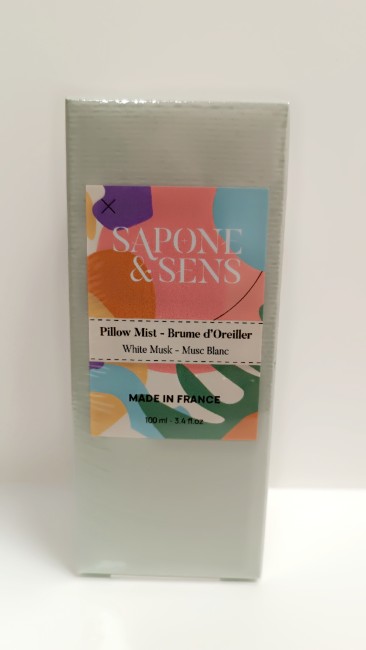 SAPONE
& SENS
Pillow Mist - Brume d'Oreiller
White Musk - Musc Blanc
MADE IN FRANCE
100 ml - 3.4 fl.oz